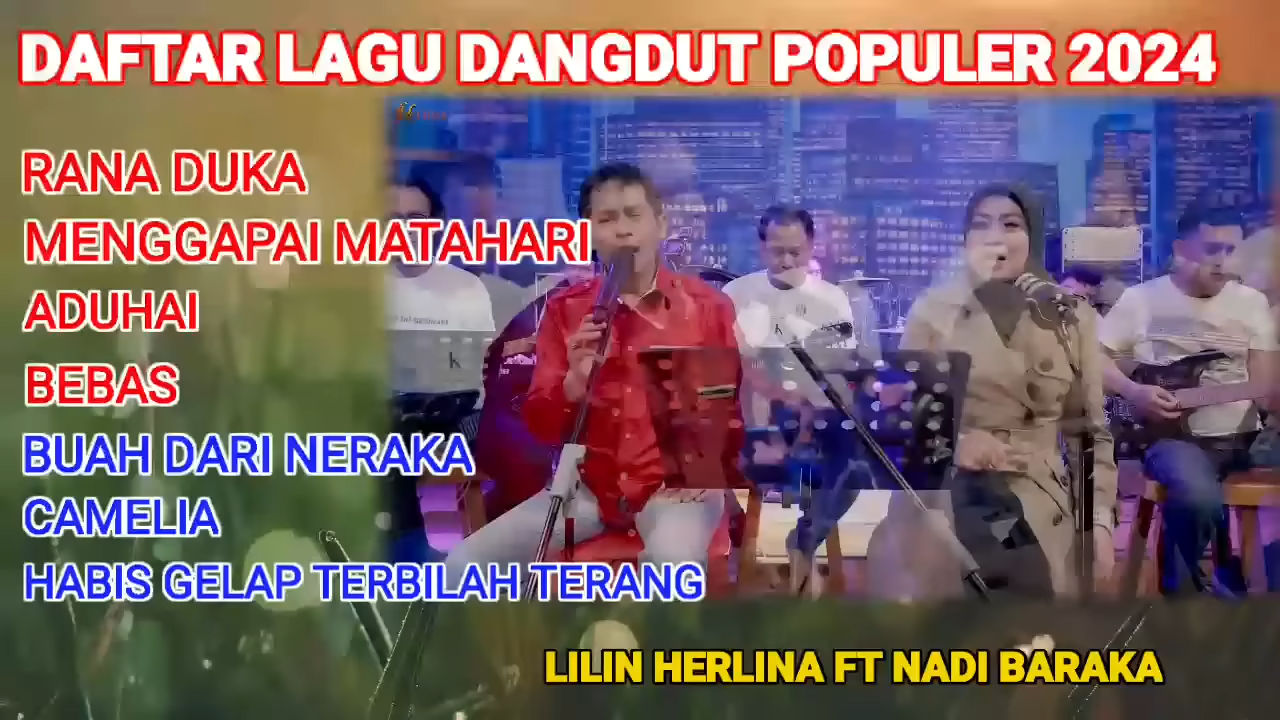 DAFTAR LAGU DANGDUT POPULER 2024
RANA DUKA
MENGGAPAI MATAHARI
ADUHAI
BEBAS
BUAH DARI NERAKA
CAMELIA
HABIS GELAP TERBILAH TERANG
K
k
LILIN HERLINA FT NADI BARAKA